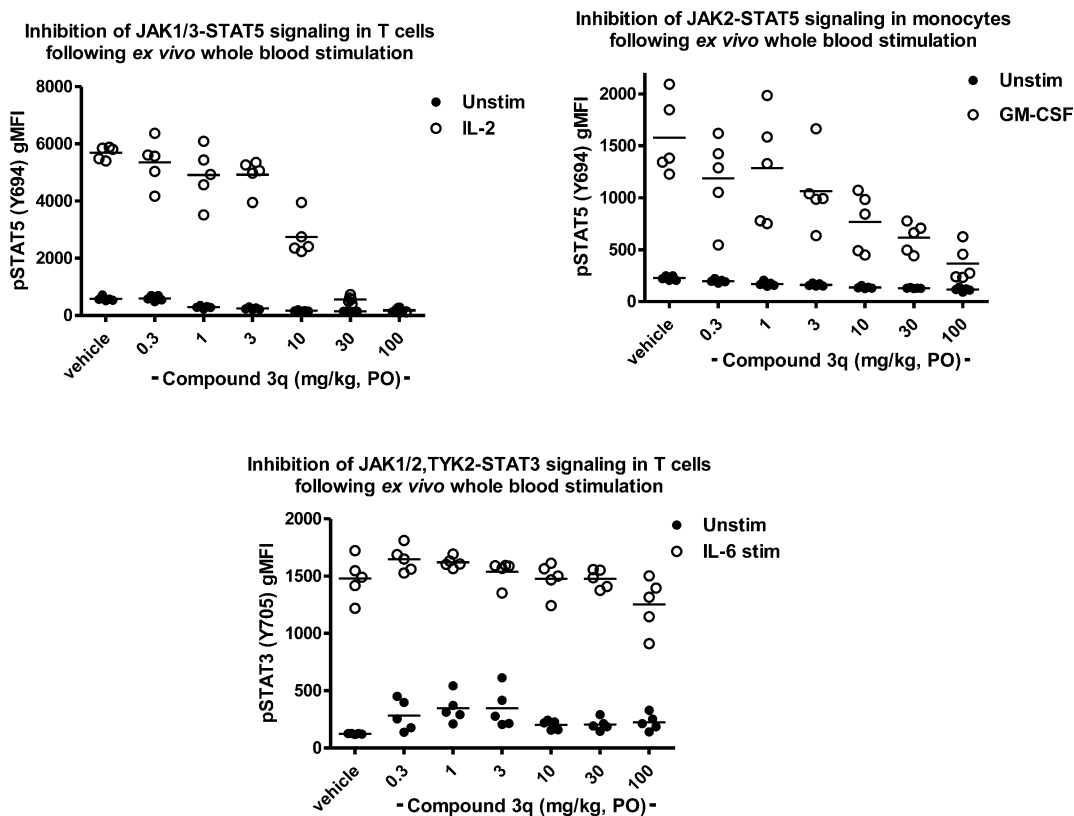 Inhibition of JAK1/3-STAT5 signaling in T cells
following ex vivo whole blood stimulation
pSTAT5 (Y694) gMFI
8000
6000
4000
2000
0
Unstim
IL-2
vehicle
0.3
1
3
10
30
100
- Compound 3q (mg/kg, PO) -
Inhibition of JAK2-STAT5 signaling in monocytes
following ex vivo whole blood stimulation
pSTAT5 (Y694) gMFI
2000
1500
1000
500
0
Unstim
GM-CSF
vehicle
0.3
1
3
10
30
100
- Compound 3q (mg/kg, PO) -
Inhibition of JAK1/2,TYK2-STAT3 signaling in T cells
following ex vivo whole blood stimulation
pSTAT3 (Y705) gMFI
2000
1500
1000
500
0
Unstim
IL-6 stim
vehicle
0.3
1
3
10
30
100
- Compound 3q (mg/kg, PO) -